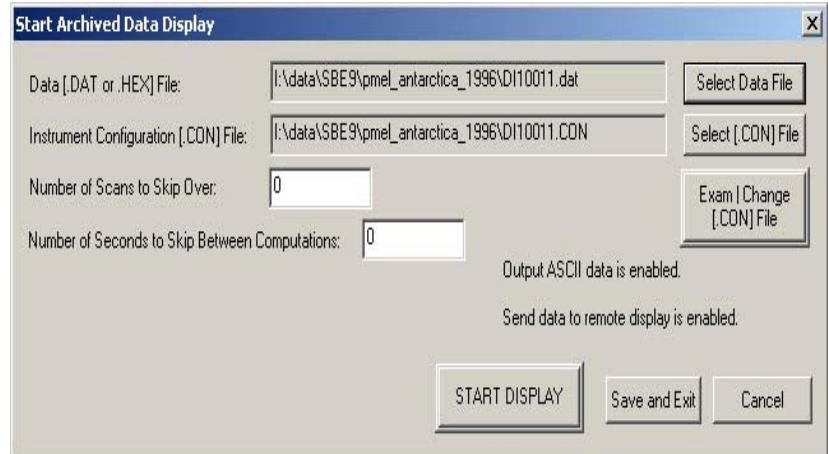 Start Archived Data Display
Data [.DAT or .HEX] File:
I:\data\SBE9\pmel_antarctica_1996\DI10011.dat
Select Data File
Instrument Configuration [.CON] File:
I:\data\SBE9\pmel_antarctica_1996\DI10011.CON
Select [.CON] File
Number of Scans to Skip Over:
0
Exam | Change
[.CON] File
Number of Seconds to Skip Between Computations:
0
Output ASCII data is enabled.
Send data to remote display is enabled.
START DISPLAY
Save and Exit
Cancel